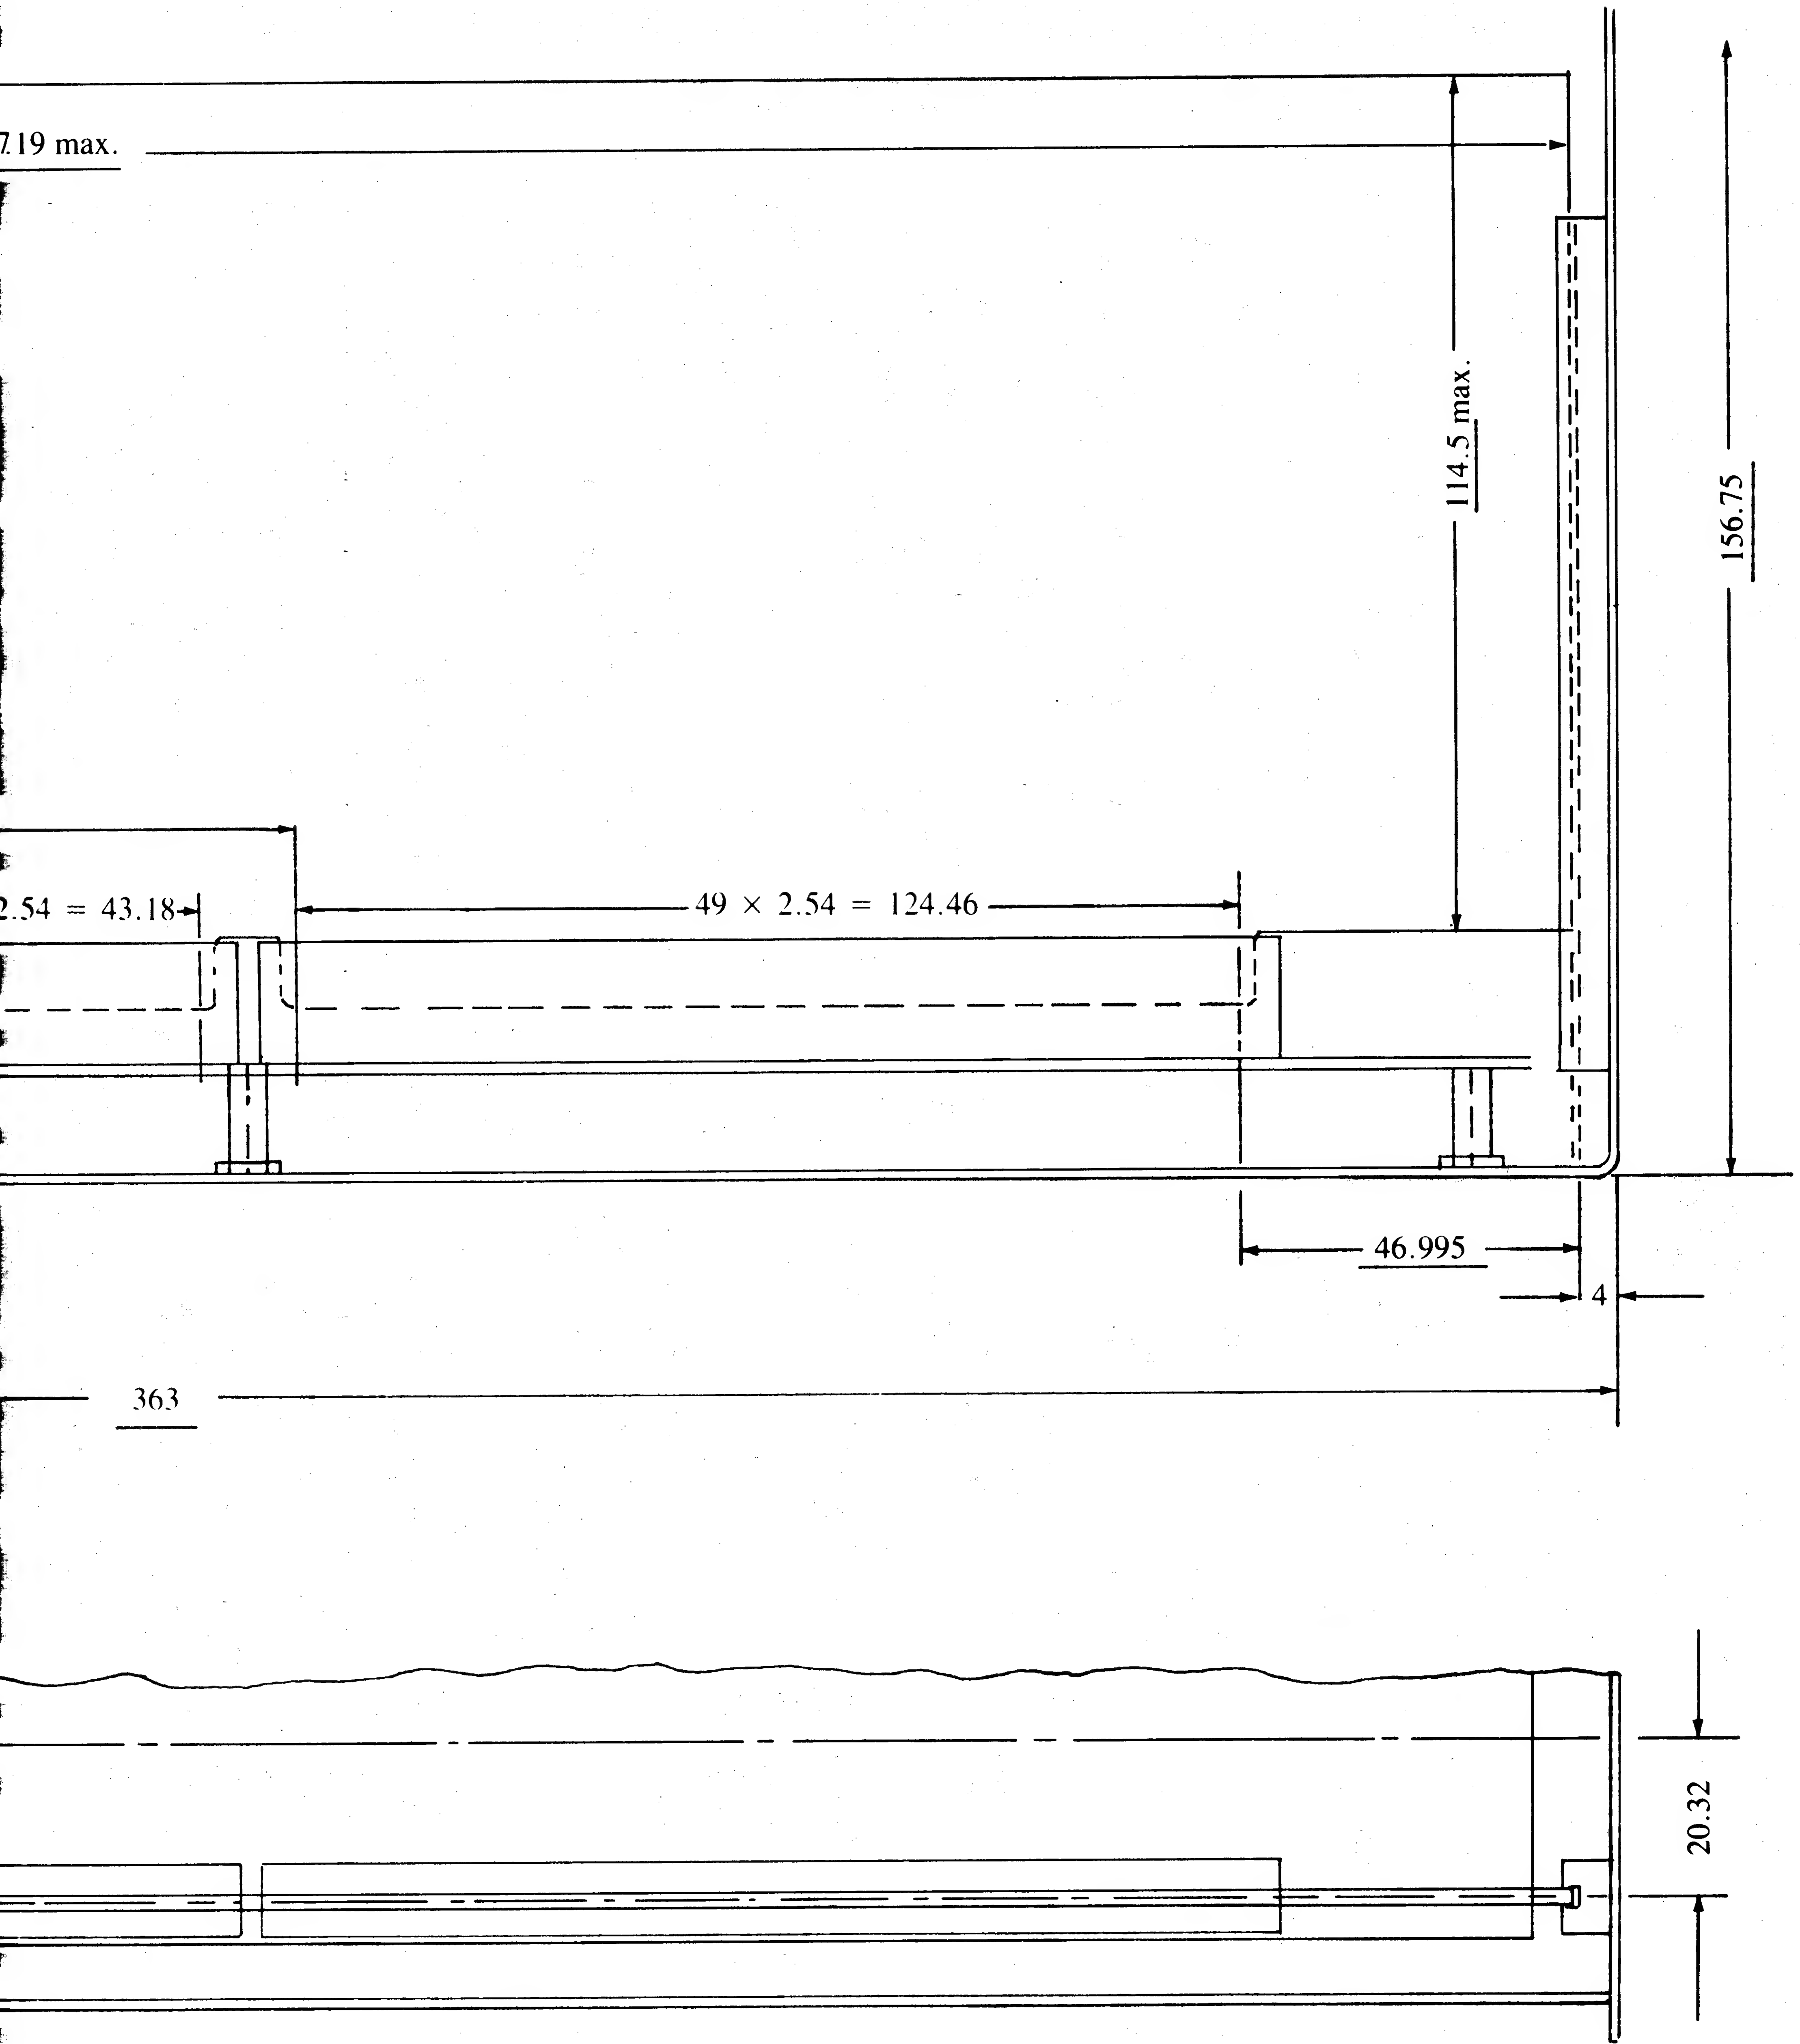 7.19 max.
114.5 max.
156.75
2.54 = 43.18
49 × 2.54 = 124.46
46.995
4
363
20.32